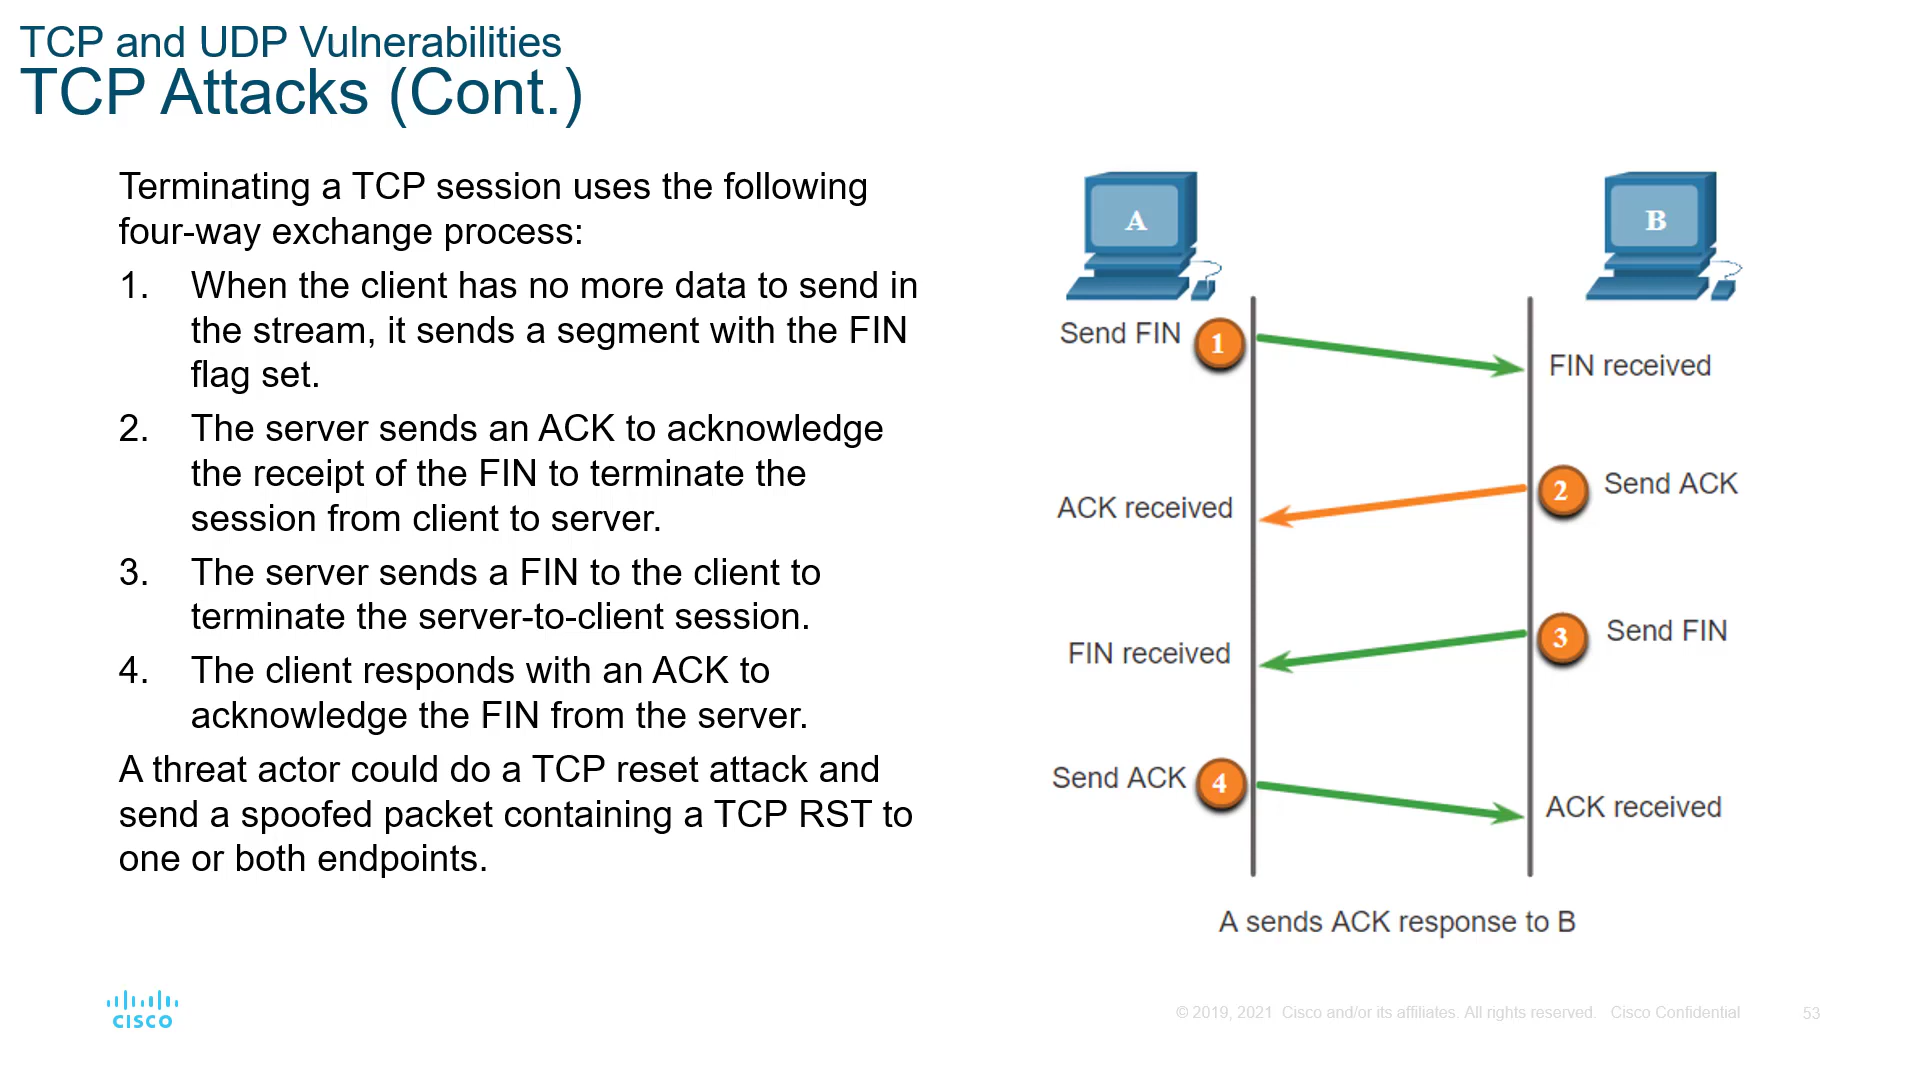 TCP and UDP Vulnerabilities
TCP Attacks (Cont.)
Terminating a TCP session uses the following
four-way exchange process:
1. When the client has no more data to send in
the stream, it sends a segment with the FIN
flag set.
2. The server sends an ACK to acknowledge
the receipt of the FIN to terminate the
session from client to server.
3. The server sends a FIN to the client to
terminate the server-to-client session.
4. The client responds with an ACK to
acknowledge the FIN from the server.
A threat actor could do a TCP reset attack and
send a spoofed packet containing a TCP RST to
one or both endpoints.
A
B
Send FIN 1
FIN received
2 Send ACK
ACK received
3 Send FIN
FIN received
Send ACK 4
ACK received
A sends ACK response to B
CISCO
© 2019, 2021 Cisco and/or its affiliates. All rights reserved. Cisco Confidential
53